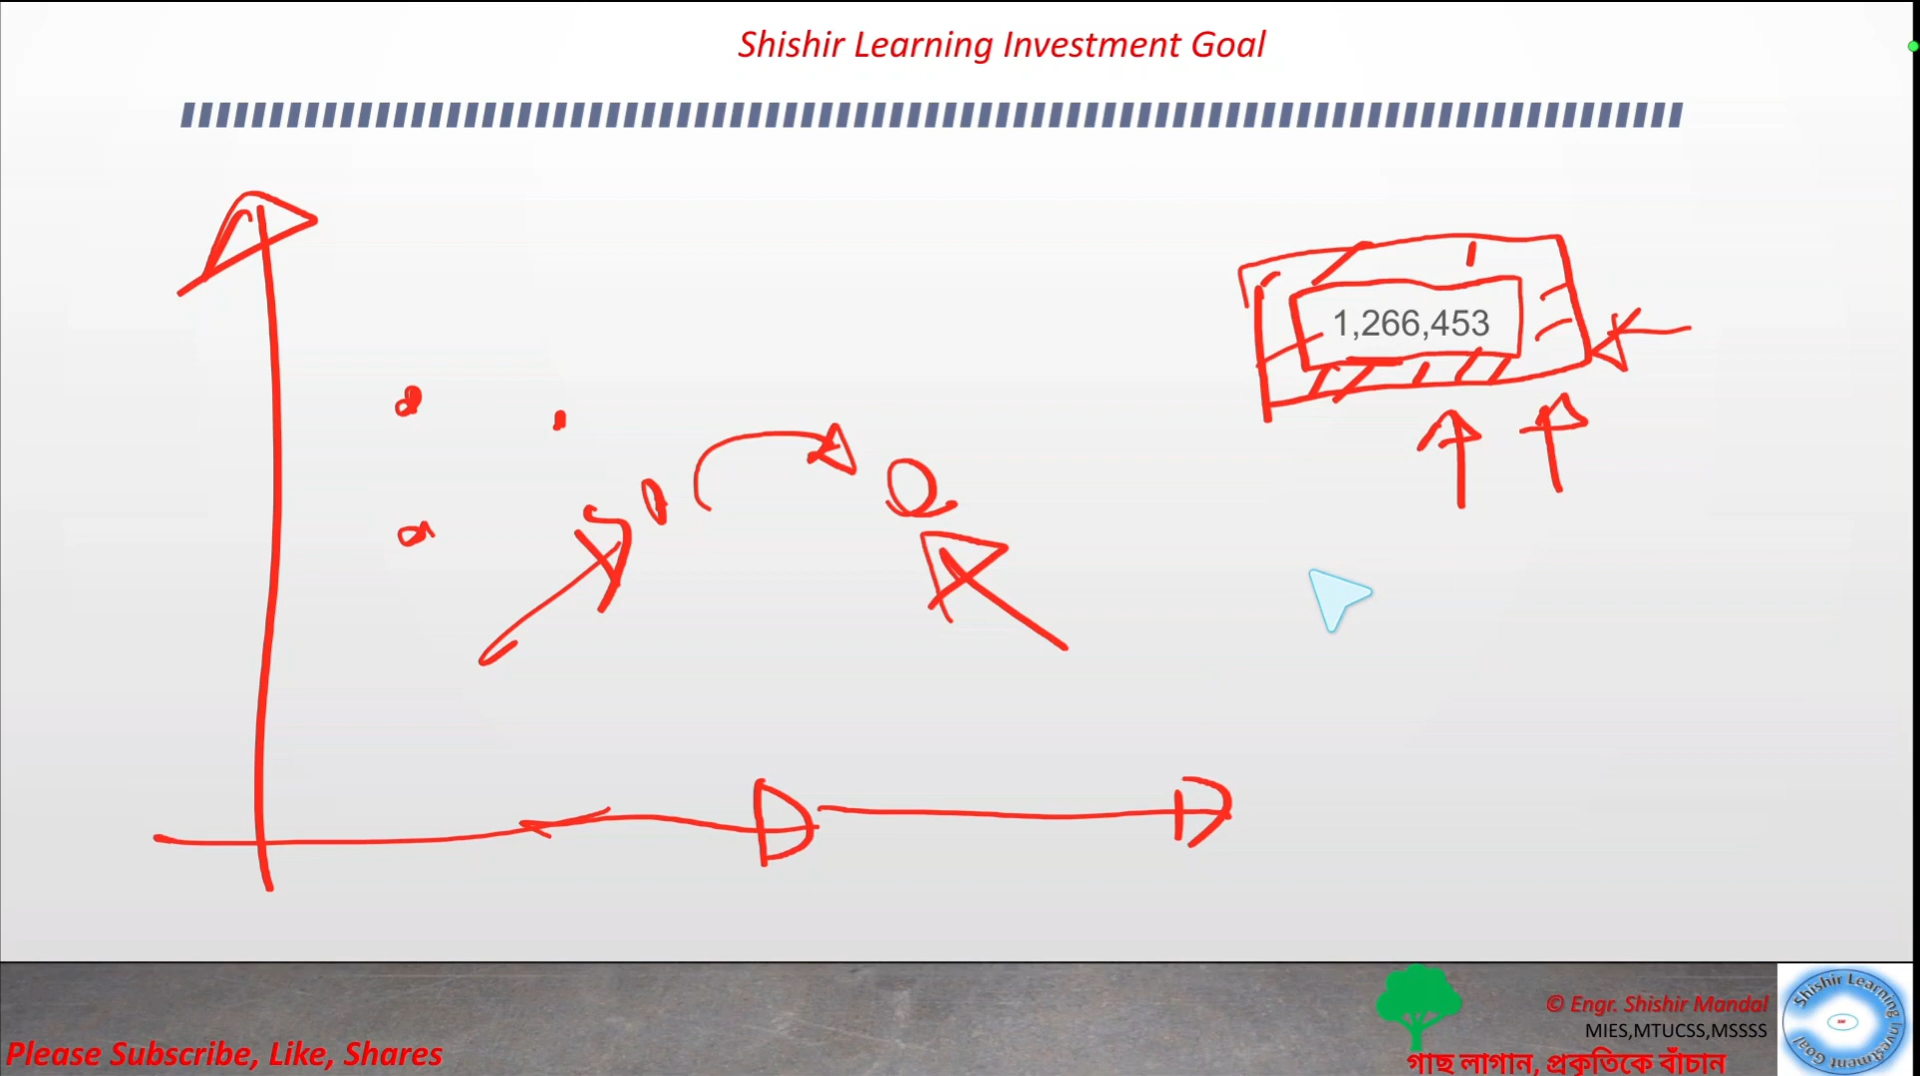 Shishir Learning Investment Goal
1,266,453
© Engr. Shishir Mandal
MIES,MTUCSS,MSSSS
Please Subscribe, Like, Shares
গাছ লাগান, প্রকৃতিকে বাঁচান
Shishir Learning Investment Goal